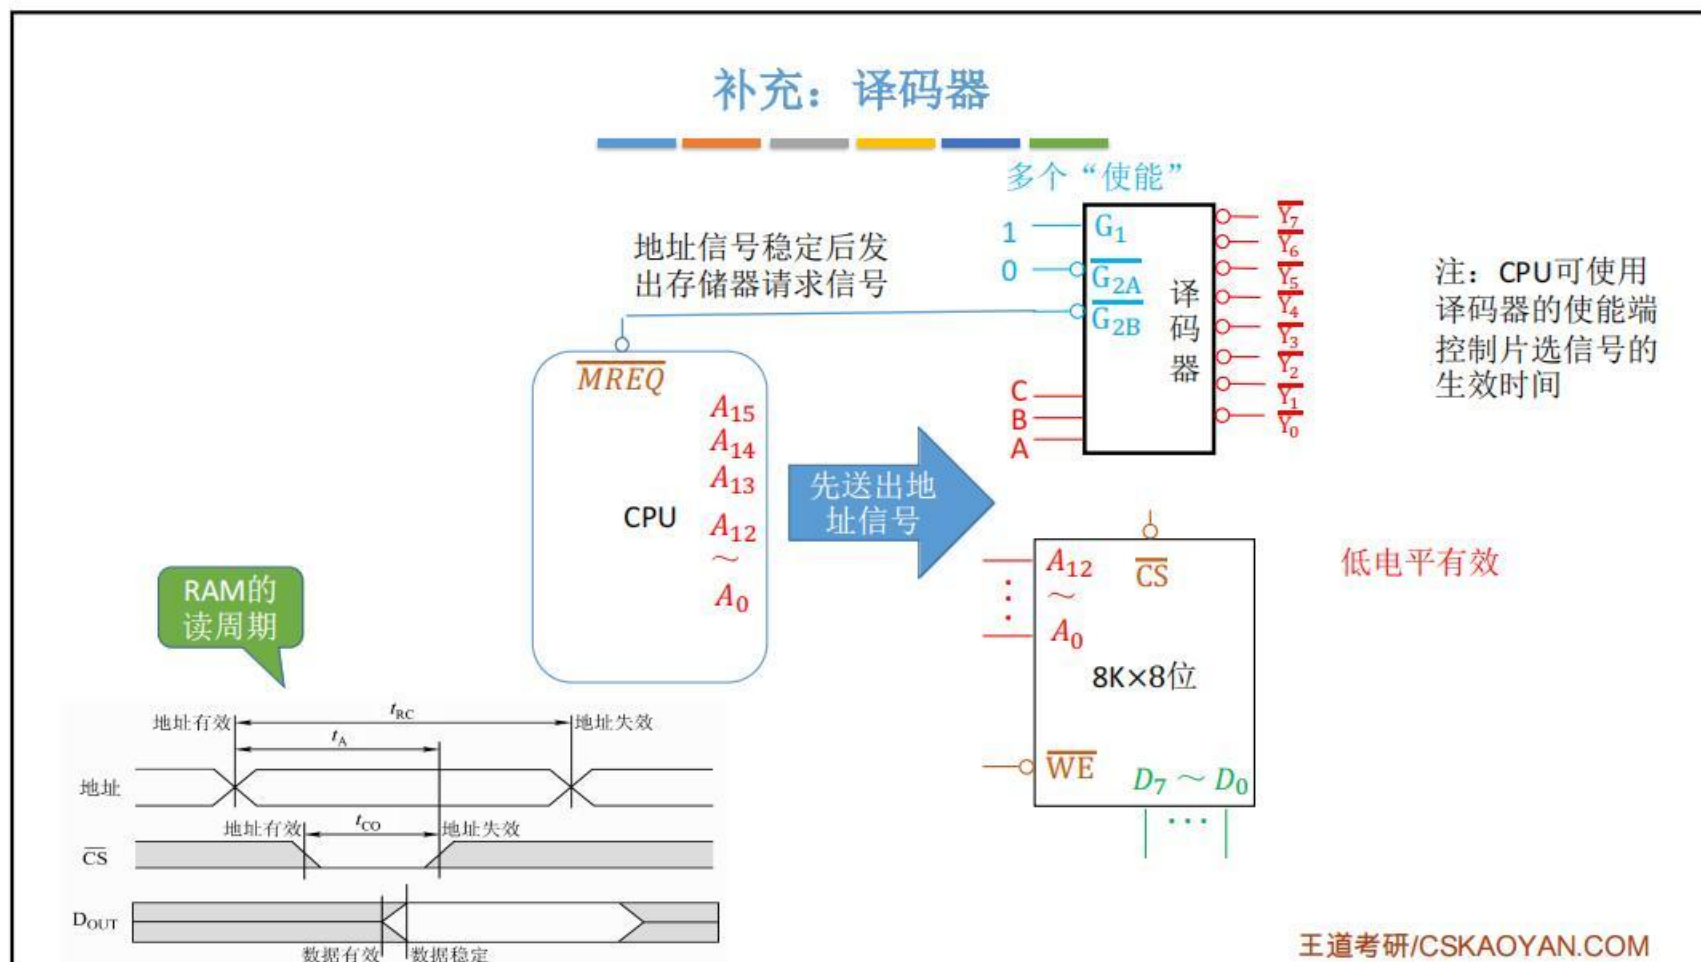 补充：译码器
多个“使能”
地址信号稳定后发
出存储器请求信号
1
0
G1
G2A
G2B
译
码
器
C
B
A
Y7
Y6
Y5
Y4
Y3
Y2
Y1
Y0
注：CPU可使用
译码器的使能端
控制片选信号的
生效时间
MREQ
A15
A14
A13
CPU
A12
～
A0
先送出地
址信号
A12
～
A0
CS
8K×8位
WE
D7 ～ D0
…
低电平有效
RAM的
读周期
地址有效
tRC
地址失效
tA
地址
地址有效
tCO
地址失效
CS
DOUT
数据有效
数据稳定
王道考研/CSKAOYAN.COM